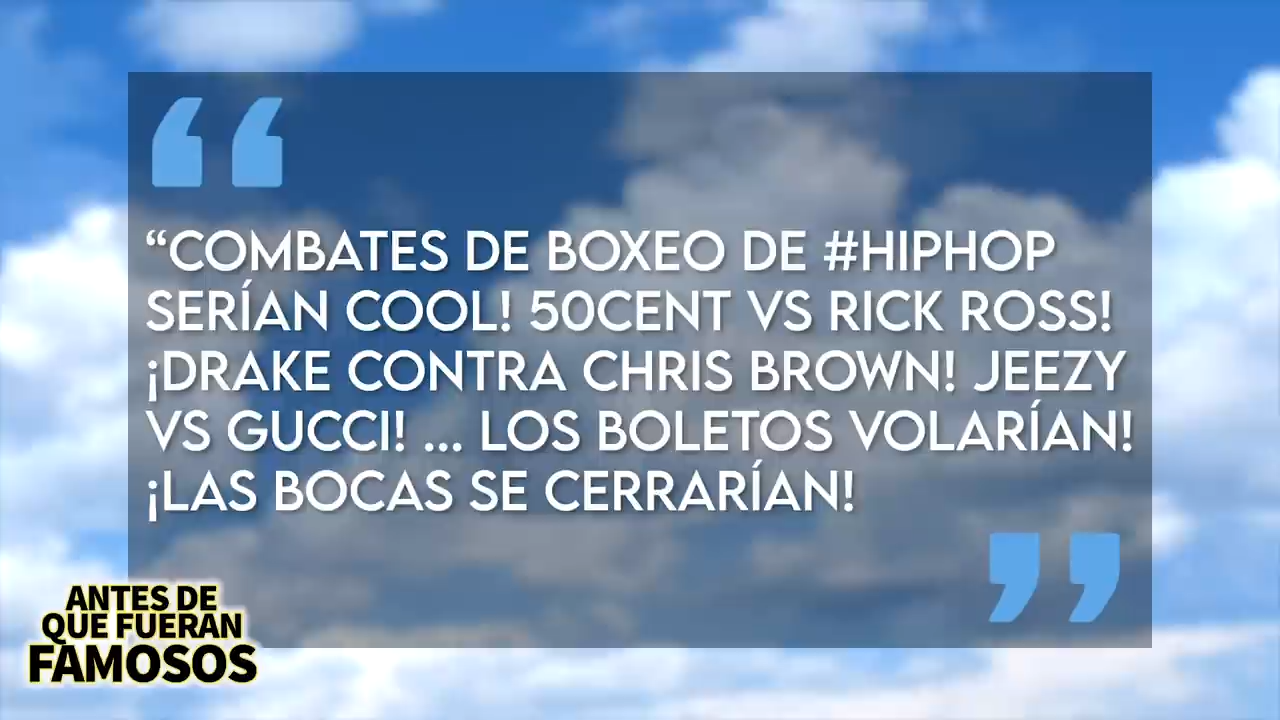 “COMBATES DE BOXEO DE #HIPHOP
SERÍAN COOL! 50CENT VS RICK ROSS!
¡DRAKE CONTRA CHRIS BROWN! JEEZY
VS GUCCI! ... LOS BOLETOS VOLARÍAN!
¡LAS BOCAS SE CERRARÍAN!
ANTES DE
QUE FUERAN
FAMOSOS